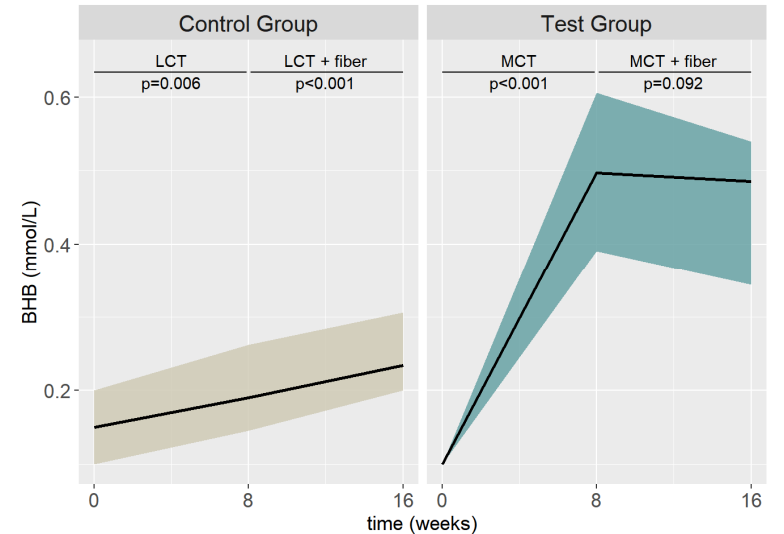 Control Group
Test Group
LCT
LCT + fiber
MCT
MCT + fiber
p=0.006
p<0.001
p<0.001
p=0.092
0.6
0.4
0.2
BHB (mmol/L)
0
8
16
0
8
16
time (weeks)